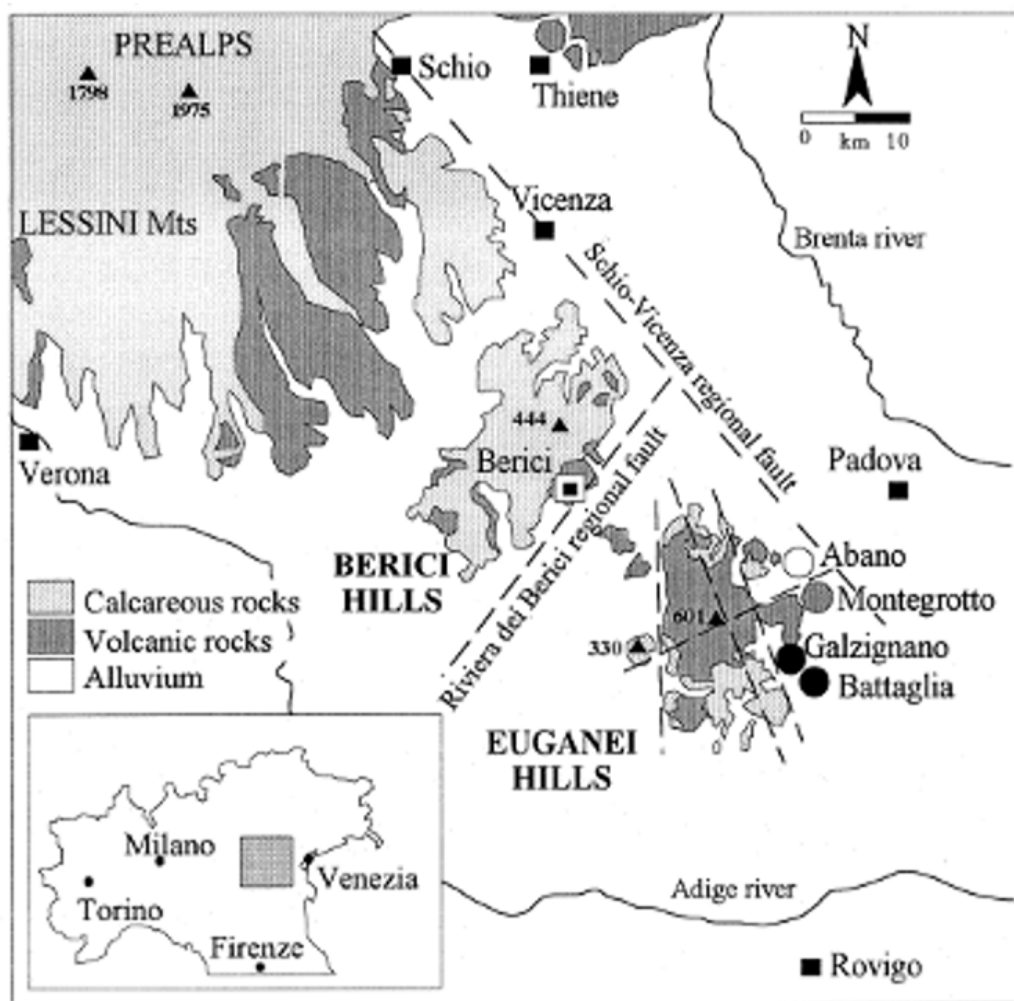 PREALPS
1798
1975
Schio
Thiene
N
0 km 10
LESSINI Mts
Vicenza
Brenta river
Schio-Vicenza regional fault
444
Berici
Verona
Padova
BERICI
HILLS
Riviera dei Berici regional fault
Abano
Montegrotto
601
330
Galzignano
Battaglia
Calcareous rocks
Volcanic rocks
Alluvium
EUGANEI
HILLS
Milano
Venezia
Torino
Firenze
Adige river
Rovigo